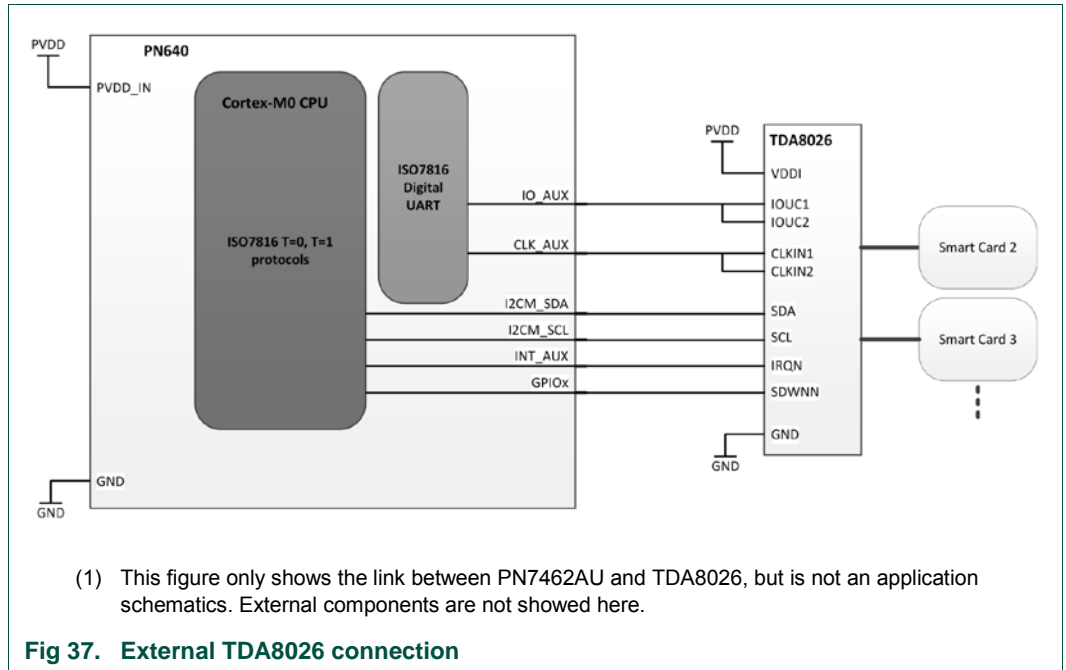 PVDD
PN640
PVDD_IN
Cortex-M0 CPU
ISO7816 T=0, T=1
protocols
ISO7816
Digital
UART
IO_AUX
CLK_AUX
I2CM_SDA
I2CM_SCL
INT_AUX
GPIOx
GND
GND
PVDD
TDA8026
VDDI
IOUC1
IOUC2
CLKIN1
CLKIN2
SDA
SCL
IRQN
SDWNN
GND
GND
Smart Card 2
Smart Card 3
(1) This figure only shows the link between PN7462AU and TDA8026, but is not an application
schematics. External components are not showed here.
Fig 37. External TDA8026 connection